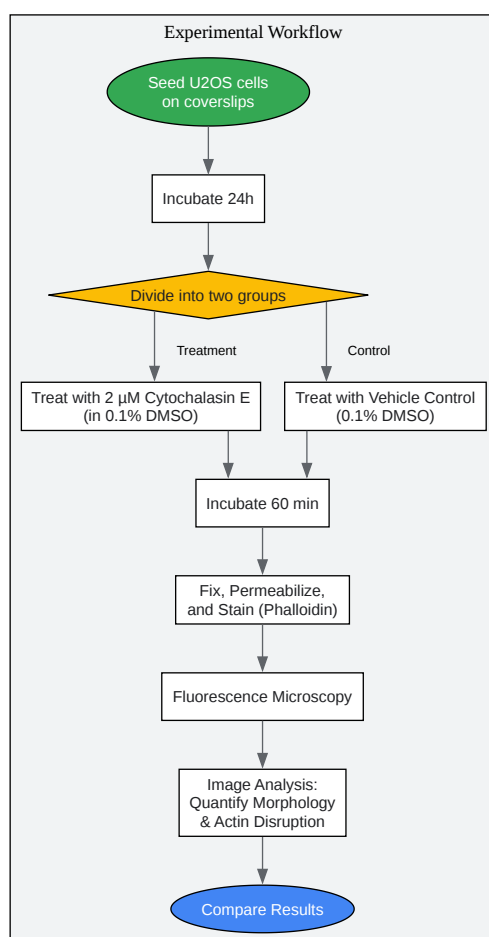 Experimental Workflow
Seed U2OS cells
on coverslips
Incubate 24h
Divide into two groups
Treatment
Control
Treat with 2 µM Cytochalasin E
(in 0.1% DMSO)
Treat with Vehicle Control
(0.1% DMSO)
Incubate 60 min
Fix, Permeabilize,
and Stain (Phalloidin)
Fluorescence Microscopy
Image Analysis:
Quantify Morphology
& Actin Disruption
Compare Results